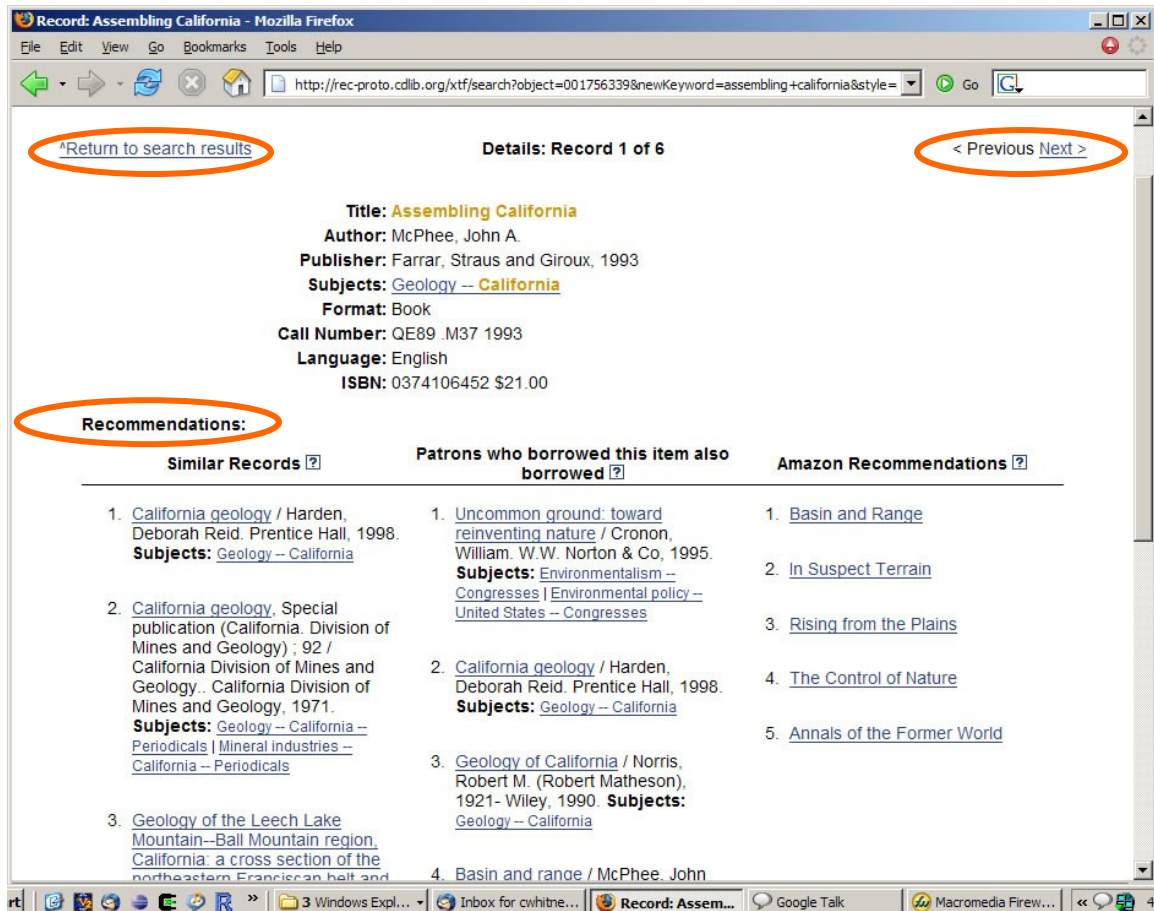 Record: Assembling California - Mozilla Firefox
File Edit View Go Bookmarks Tools Help
http://rec-proto.cdlib.org/xtf/search?object=001756339&newKeyword=assembling+california&style= Go G
^Return to search results
Details: Record 1 of 6
< Previous Next >
Title: Assembling California
Author: McPhee, John A.
Publisher: Farrar, Straus and Giroux, 1993
Subjects: Geology -- California
Format: Book
Call Number: QE89 .M37 1993
Language: English
ISBN: 0374106452 $21.00
Recommendations:
Similar Records ?
1. California geology / Harden,
Deborah Reid. Prentice Hall, 1998.
Subjects: Geology -- California
2. California geology, Special
publication (California. Division of
Mines and Geology) ; 92 /
California Division of Mines and
Geology.. California Division of
Mines and Geology, 1971.
Subjects: Geology -- California --
Periodicals | Mineral industries --
California -- Periodicals
3. Geology of the Leech Lake
Mountain--Ball Mountain region,
California: a cross section of the
northeastern Franciscan belt and
Patrons who borrowed this item also
borrowed ?
1. Uncommon ground: toward
reinventing nature / Cronon,
William. W.W. Norton & Co, 1995.
Subjects: Environmentalism --
Congresses | Environmental policy --
United States -- Congresses
2. California geology / Harden,
Deborah Reid. Prentice Hall, 1998.
Subjects: Geology -- California
3. Geology of California / Norris,
Robert M. (Robert Matheson),
1921- Wiley, 1990. Subjects:
Geology -- California
4. Basin and range / McPhee, John
Amazon Recommendations ?
1. Basin and Range
2. In Suspect Terrain
3. Rising from the Plains
4. The Control of Nature
5. Annals of the Former World
rt » 3 Windows Expl... Inbox for cwhitne... Record: Assem... Google Talk Macromedia Firew... « 4